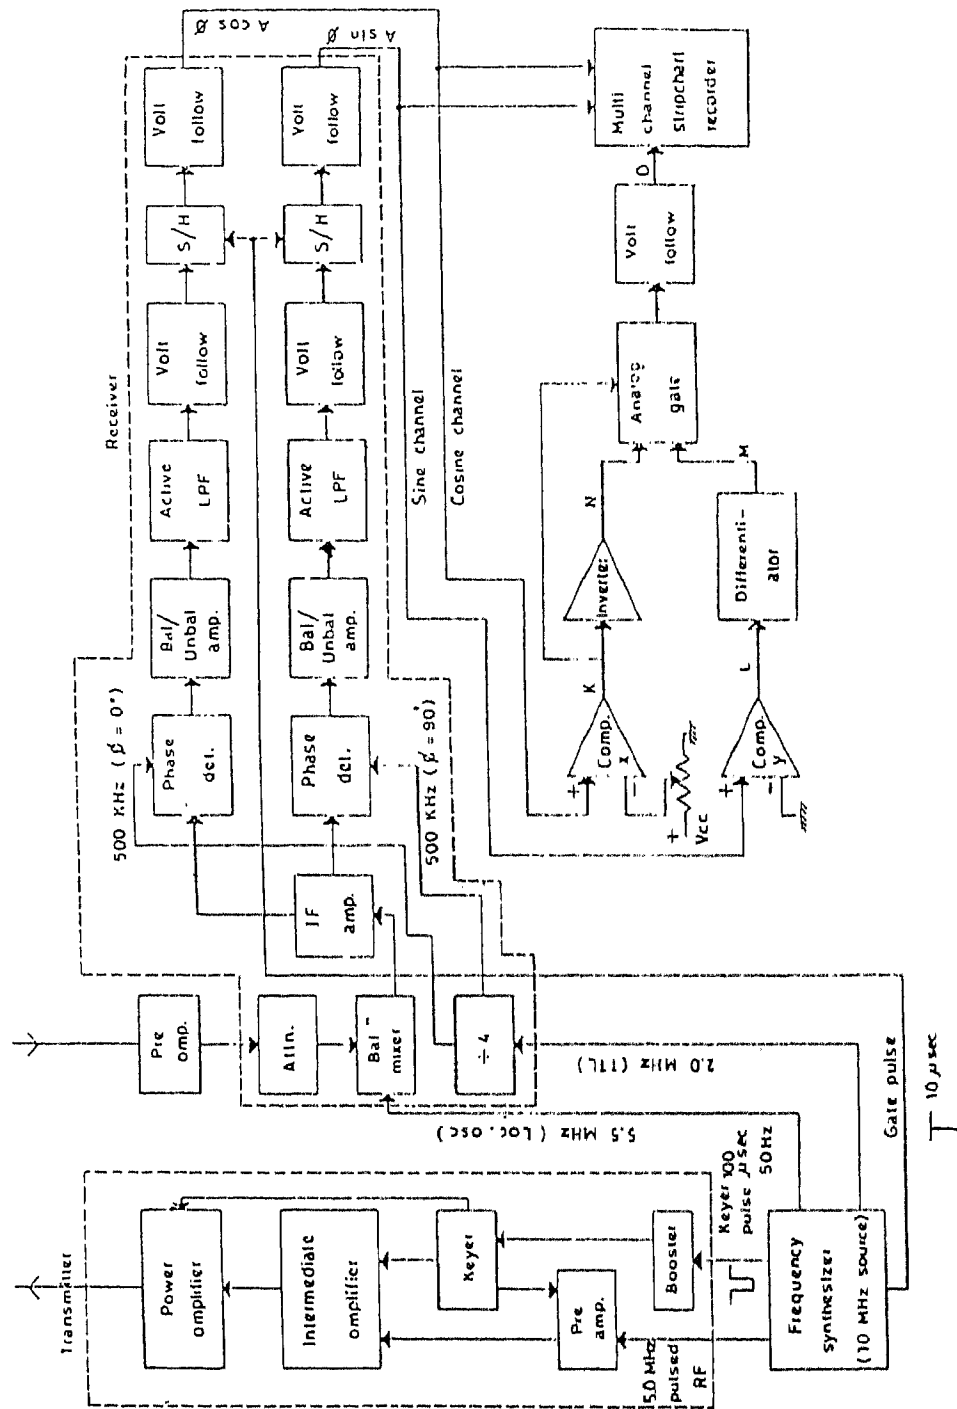 Transmitter
Power
amplifier
Intermediate
amplifier
Keyer
Booster
Pre
amp.
5.0 MHz
pulsed
RF
Keyer 100
pulse µsec
50Hz
Frequency
synthesizer
(10 MHz source)
Gate pulse
10 µsec
5.5 MHz (Loc. osc)
2.0 MHz (TTL)
Pre
amp.
Attn.
Bal-
mixer
÷ 4
IF
amp.
Receiver
500 KHz (ϕ = 0°)
Phase
det.
Bal/
Unbal
amp.
Active
LPF
Volt
follow
S/H
Volt
follow
A cos ϕ
500 KHz (ϕ = 90°)
Phase
det.
Bal/
Unbal
amp.
Active
LPF
Volt
follow
S/H
Volt
follow
A sin ϕ
Sine channel
Cosine channel
+
Comp.
x
-
+
Vcc
K
Inverter
N
+
Comp.
y
-
L
Differenti-
ator
M
Analog
gate
Volt
follow
O
Multi
channel
stripchart
recorder